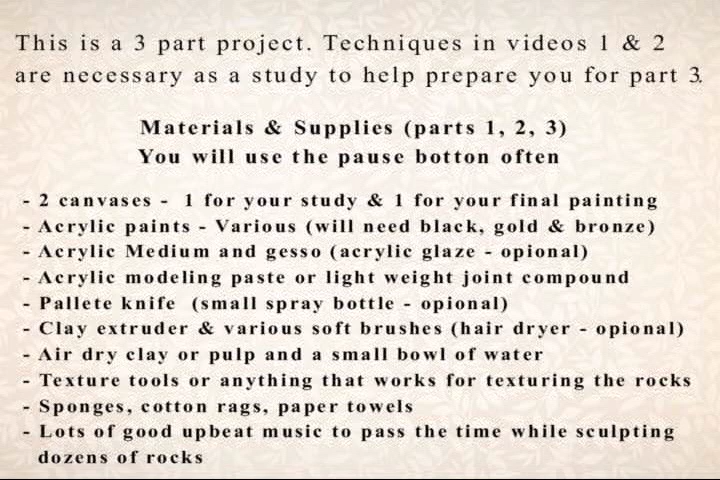 This is a 3 part project. Techniques in videos 1 & 2
are necessary as a study to help prepare you for part 3.
Materials & Supplies (parts 1, 2, 3)
You will use the pause botton often
- 2 canvases - 1 for your study & 1 for your final painting
- Acrylic paints - Various (will need black, gold & bronze)
- Acrylic Medium and gesso (acrylic glaze - opional)
- Acrylic modeling paste or light weight joint compound
- Pallete knife (small spray bottle - opional)
- Clay extruder & various soft brushes (hair dryer - opional)
- Air dry clay or pulp and a small bowl of water
- Texture tools or anything that works for texturing the rocks
- Sponges, cotton rags, paper towels
- Lots of good upbeat music to pass the time while sculpting
dozens of rocks